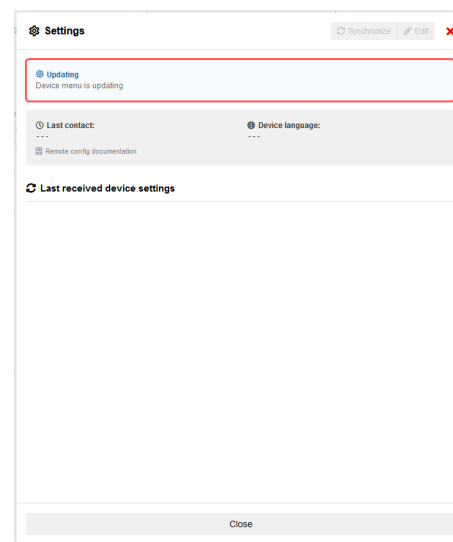 Settings
Synchronize
Edit
Updating
Device menu is updating
Last contact:
Device language:
---
---
Remote config documentation
Last received device settings
Close